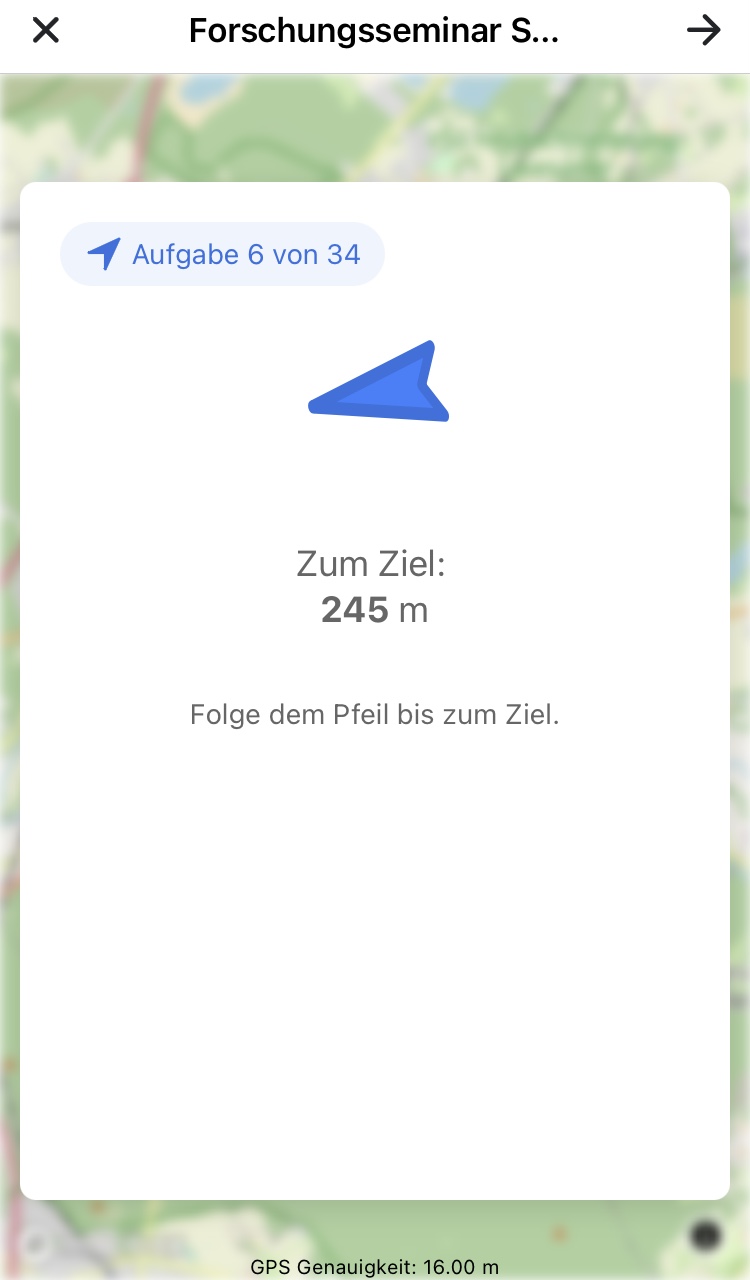 Forschungsseminar S...
Aufgabe 6 von 34
Zum Ziel:
245 m
Folge dem Pfeil bis zum Ziel.
GPS Genauigkeit: 16.00 m